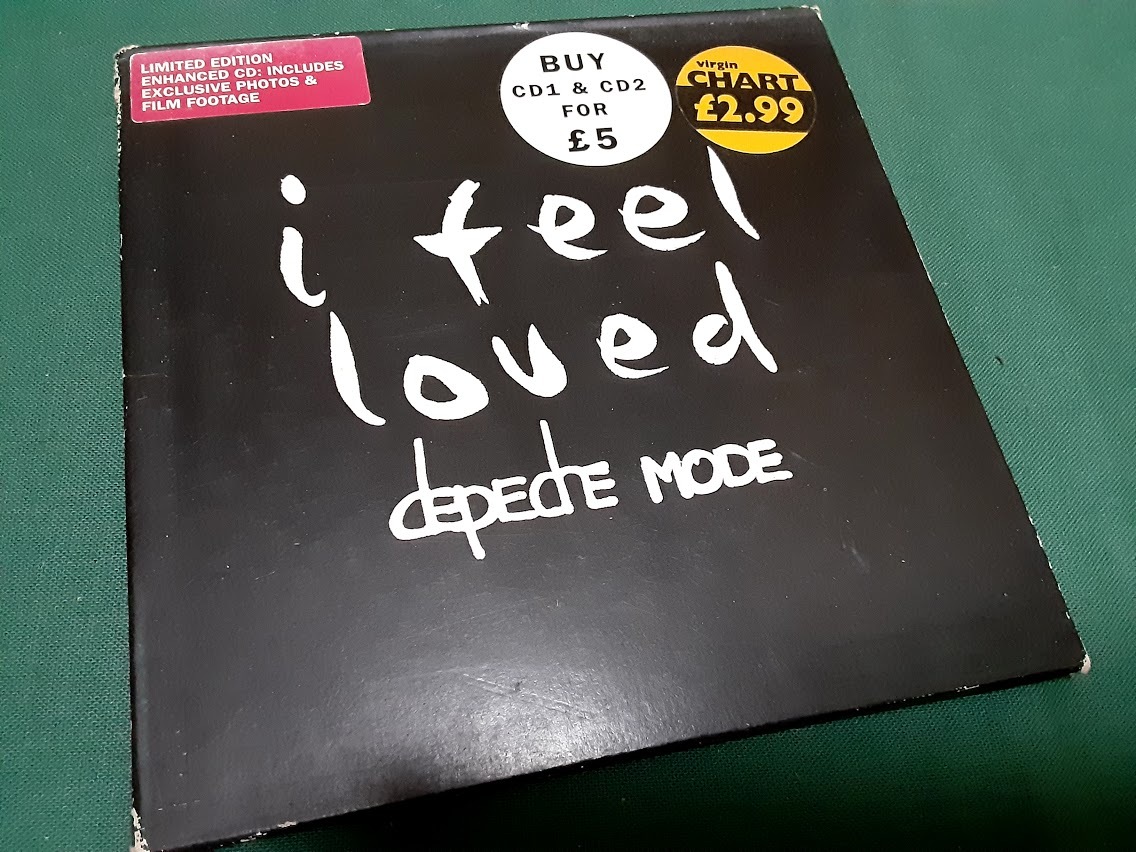 LIMITED EDITION
ENHANCED CD: INCLUDES
EXCLUSIVE PHOTOS &
FILM FOOTAGE
BUY
CD1 & CD2
FOR
£5
virgin
CHART
£2.99
i feel
loved
depeche MODE